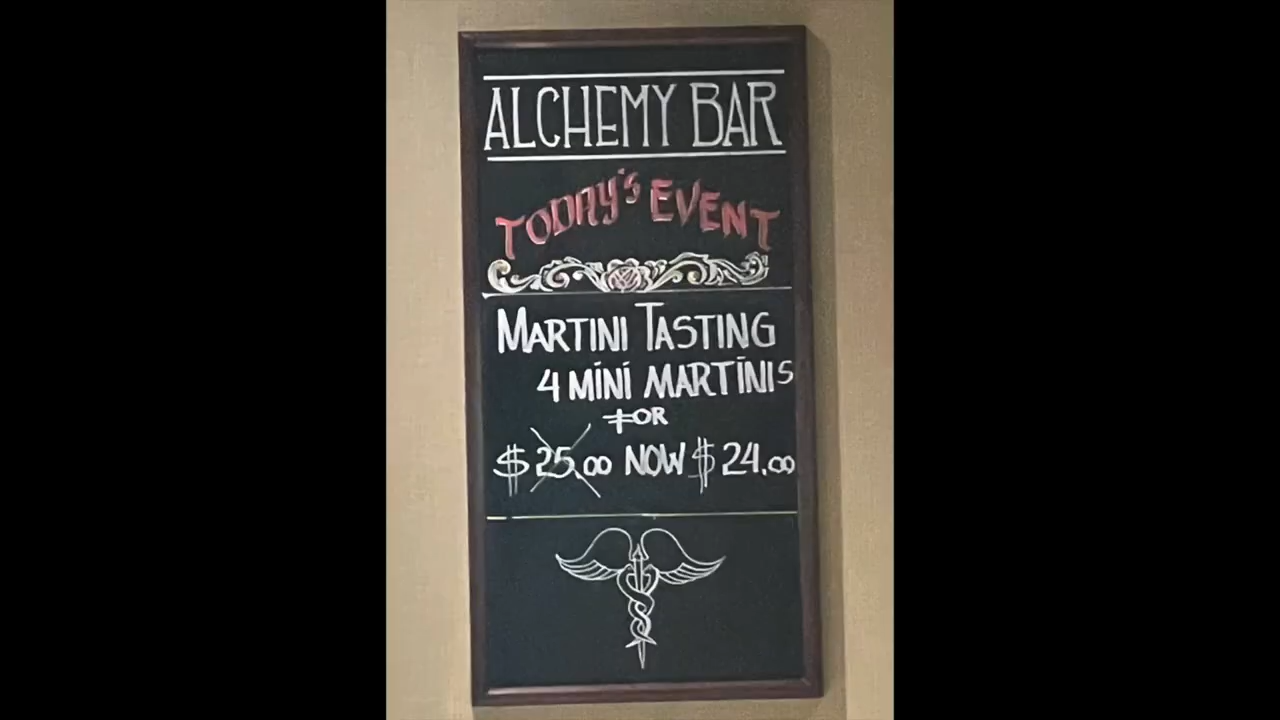 ALCHEMY BAR
TODAY'S EVENT
MARTINI TASTING
4 MINI MARTINIS
FOR
$25.00 NOW $24.00